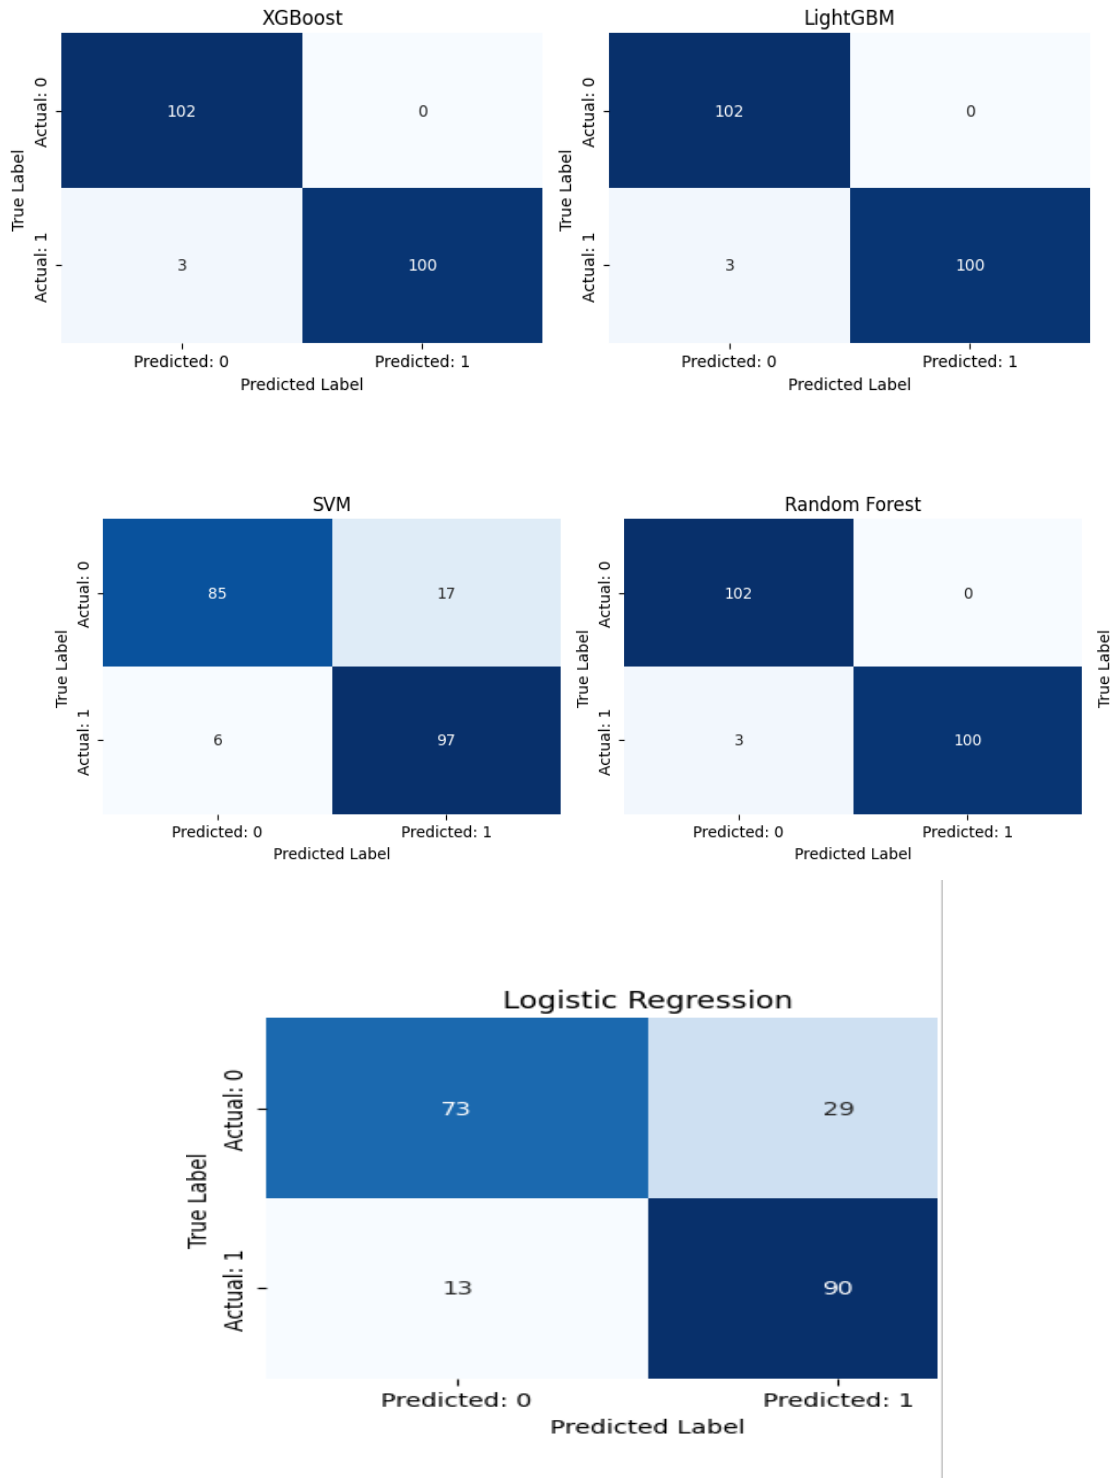 XGBoost
Actual: 0
102
0
True Label
Actual: 1
3
100
Predicted: 0
Predicted: 1
Predicted Label
LightGBM
Actual: 0
102
0
True Label
Actual: 1
3
100
Predicted: 0
Predicted: 1
Predicted Label
SVM
Actual: 0
85
17
True Label
Actual: 1
6
97
Predicted: 0
Predicted: 1
Predicted Label
Random Forest
Actual: 0
102
0
True Label
Actual: 1
3
100
Predicted: 0
Predicted: 1
Predicted Label
True Label
Logistic Regression
Actual: 0
73
29
True Label
Actual: 1
13
90
Predicted: 0
Predicted: 1
Predicted Label